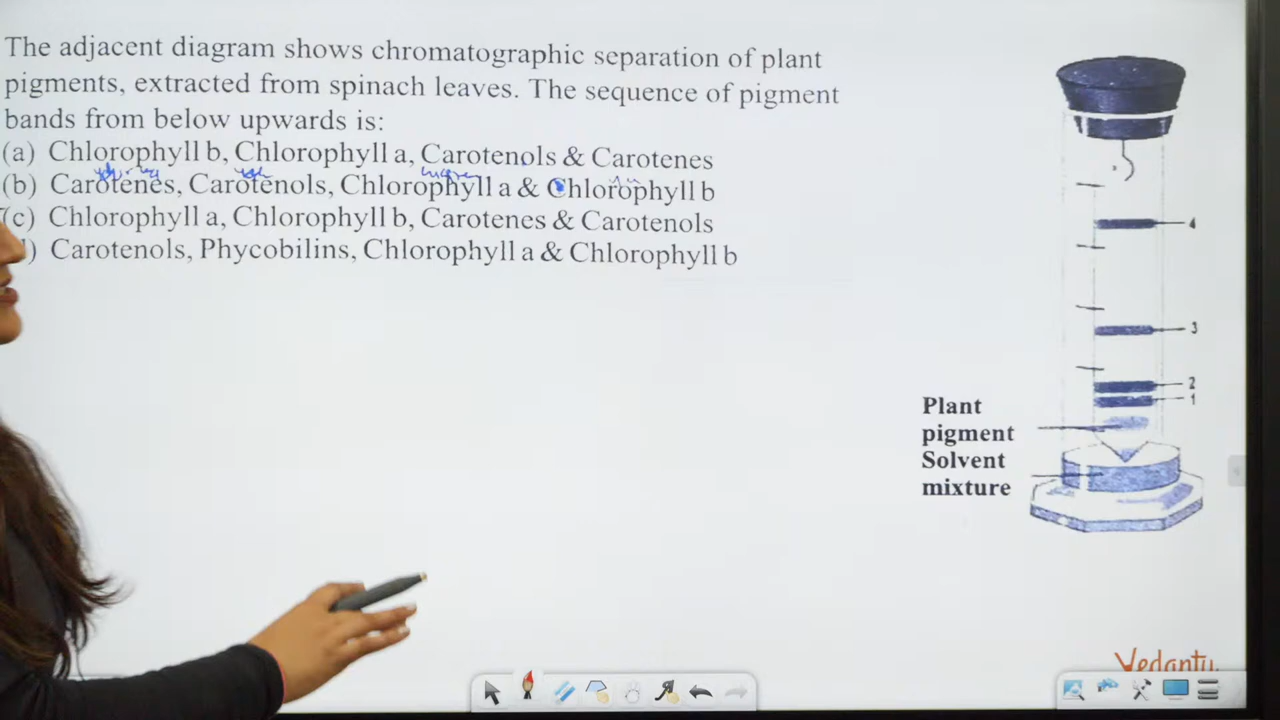 The adjacent diagram shows chromatographic separation of plant
pigments, extracted from spinach leaves. The sequence of pigment
bands from below upwards is:
(a) Chlorophyll b, Chlorophyll a, Carotenols & Carotenes
(b) Carotenes, Carotenols, Chlorophyll a & Chlorophyll b
(c) Chlorophyll a, Chlorophyll b, Carotenes & Carotenols
) Carotenols, Phycobilins, Chlorophyll a & Chlorophyll b
4
3
2
1
Plant
pigment
Solvent
mixture
Vedantu